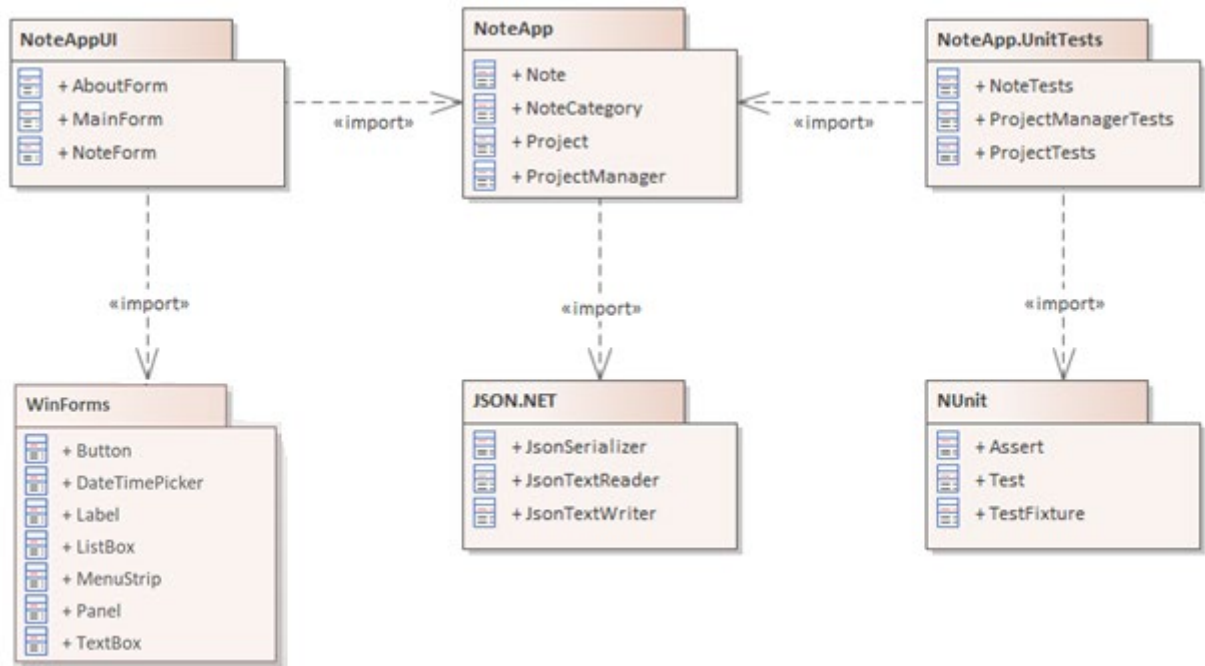 NoteAppUI
+ AboutForm
+ MainForm
+ NoteForm
«import»
NoteApp
+ Note
+ NoteCategory
+ Project
+ ProjectManager
«import»
NoteApp.UnitTests
+ NoteTests
+ ProjectManagerTests
+ ProjectTests
«import»
«import»
«import»
WinForms
+ Button
+ DateTimePicker
+ Label
+ ListBox
+ MenuStrip
+ Panel
+ TextBox
JSON.NET
+ JsonSerializer
+ JsonTextReader
+ JsonTextWriter
NUnit
+ Assert
+ Test
+ TestFixture